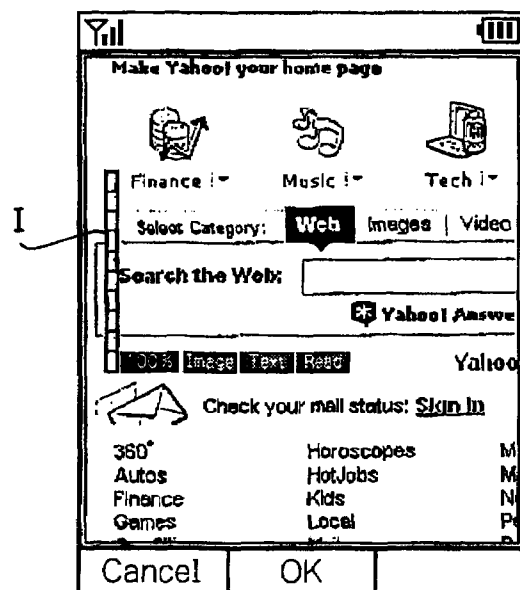 Make Yahoo! your home page
Finance Music Tech
I
Select Category: Web Images | Video
Search the Web:
Yahoo! Answe
100% Image Text Read Yahoo
Check your mail status: Sign In
360° Horoscopes M
Autos HotJobs M
Finance Kids N
Games Local Pe
Cancel OK